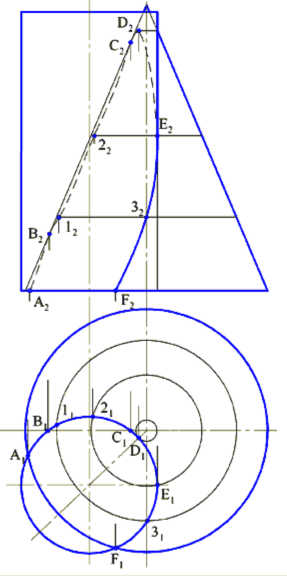 D₂
C₂
2₂
E₂
B₂
1₂
3₂
A₂
F₂
B₁
1₁
2₁
C₁
D₁
A₁
E₁
3₁
F₁